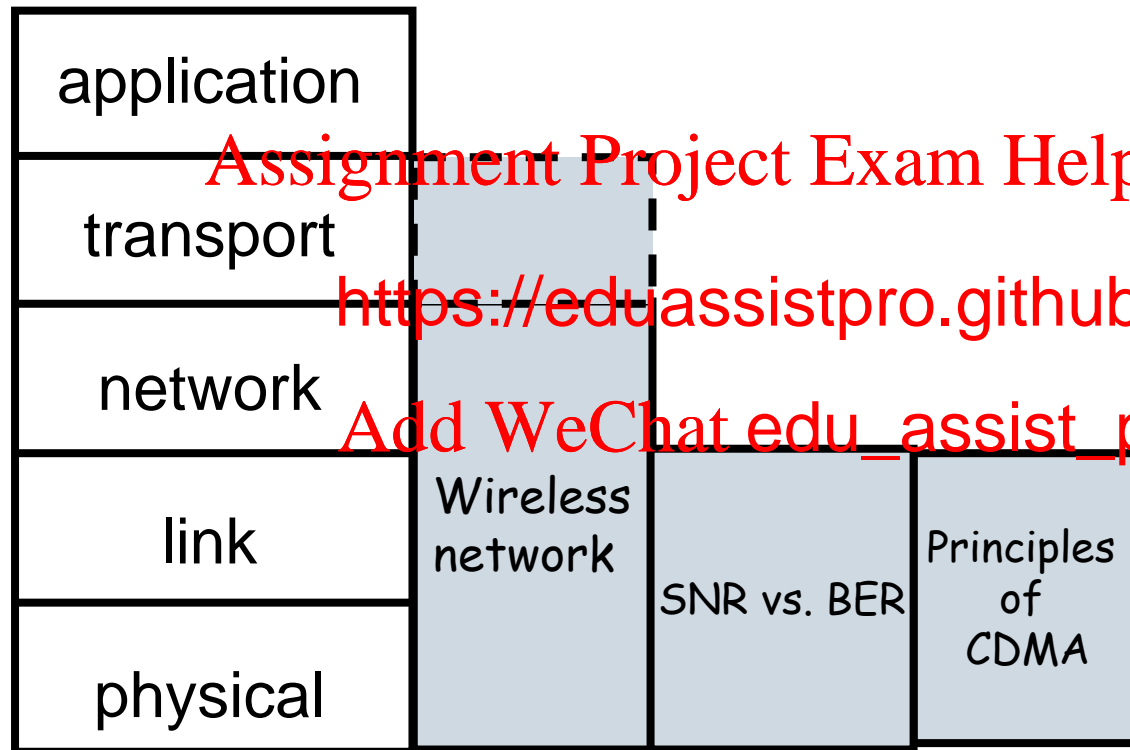 application
Assignment Project Exam Help
transport
https://eduassistpro.github
network
Add WeChat edu_assist_p
Wireless
network
link
SNR vs. BER
Principles
of
CDMA
physical